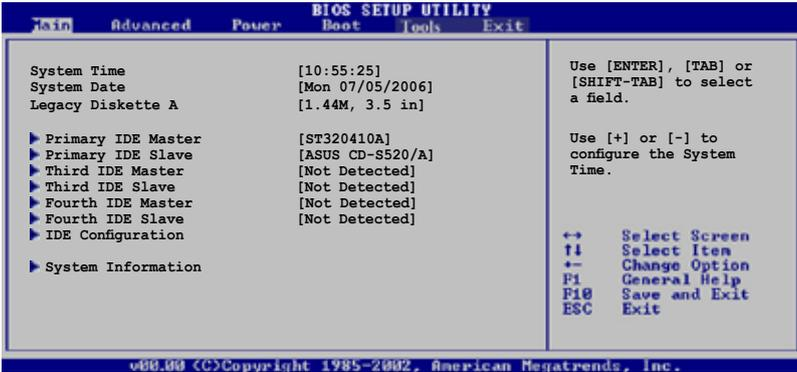 BIOS SETUP UTILITY
Main Advanced Power Boot Tools Exit
System Time [10:55:25]
System Date [Mon 07/05/2006]
Legacy Diskette A [1.44M, 3.5 in]
Primary IDE Master [ST320410A]
Primary IDE Slave [ASUS CD-S520/A]
Third IDE Master [Not Detected]
Third IDE Slave [Not Detected]
Fourth IDE Master [Not Detected]
Fourth IDE Slave [Not Detected]
IDE Configuration
System Information
Use [ENTER], [TAB] or
[SHIFT-TAB] to select
a field.
Use [+] or [-] to
configure the System
Time.
↔ Select Screen
↑↓ Select Item
+- Change Option
F1 General Help
F10 Save and Exit
ESC Exit
v00.00 (C)Copyright 1985-2002, American Megatrends, Inc.